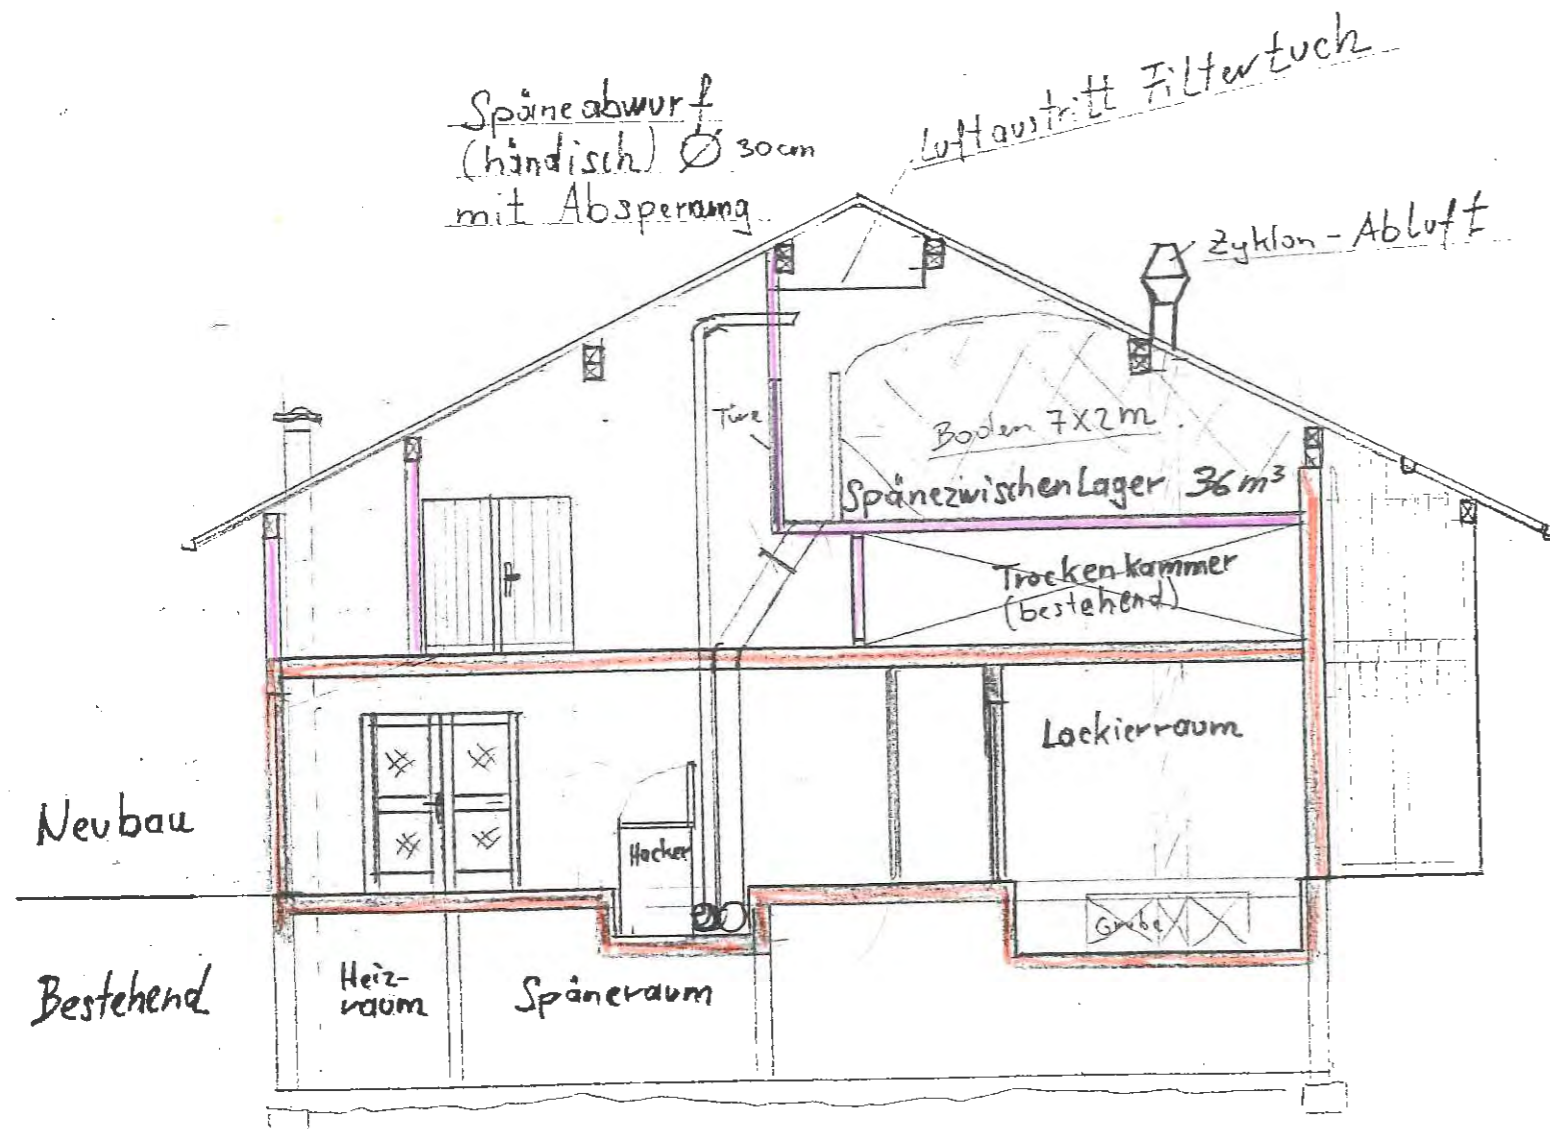 Späneabwurf
(händisch) Ø 30cm
mit Absperrung
Luftaustritt Filtertuch
Zyklon-Abluft
Türe
Boden 7x2m.
Spänezwischenlager 36m³
Trockenkammer
(bestehend)
Lackierraum
Neubau
Hacker
Grube
Bestehend
Heiz-
raum
Späneraum